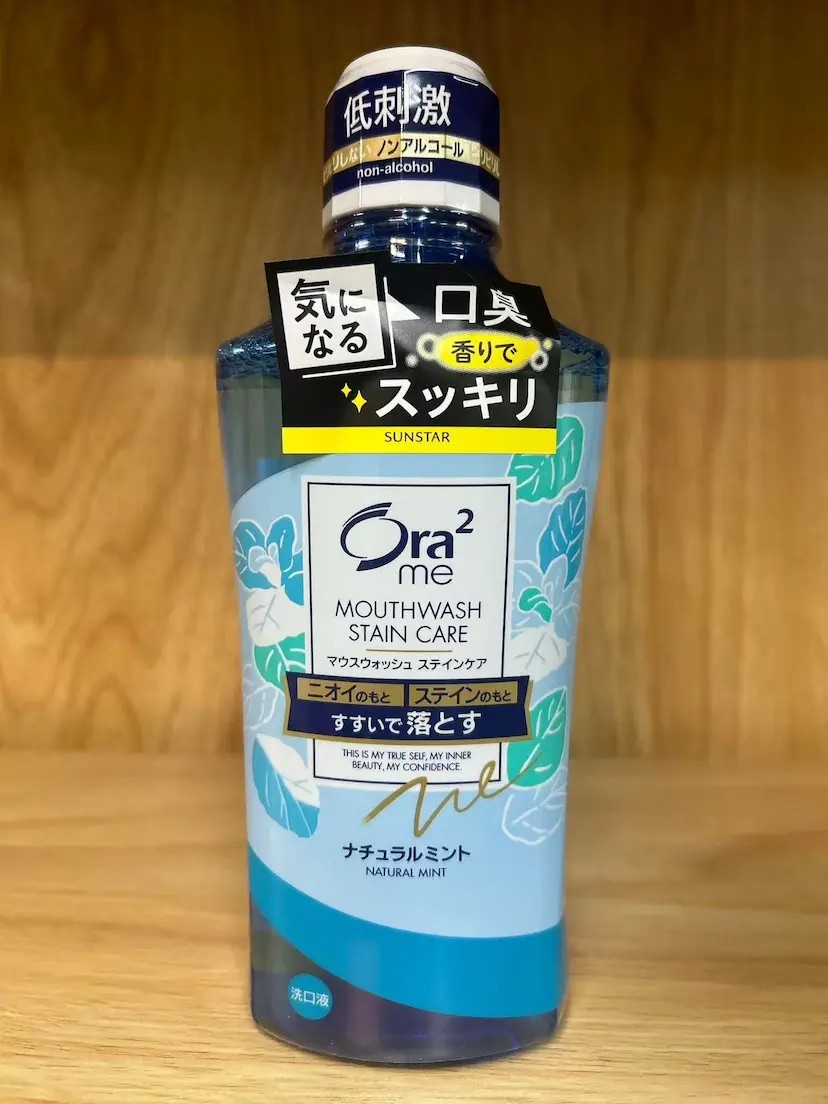 低刺激
リしない ノンアルコール
non-alcohol
気に
なる
口臭
香りで
スッキリ
SUNSTAR
Ora2
me
MOUTHWASH
STAIN CARE
マウスウォッシュ ステインケア
ニオイのもと ステインのもと
すすいで落とす
THIS IS MY TRUE SELF, MY INNER
BEAUTY, MY CONFIDENCE.
me
ナチュラルミント
NATURAL MINT
洗口液